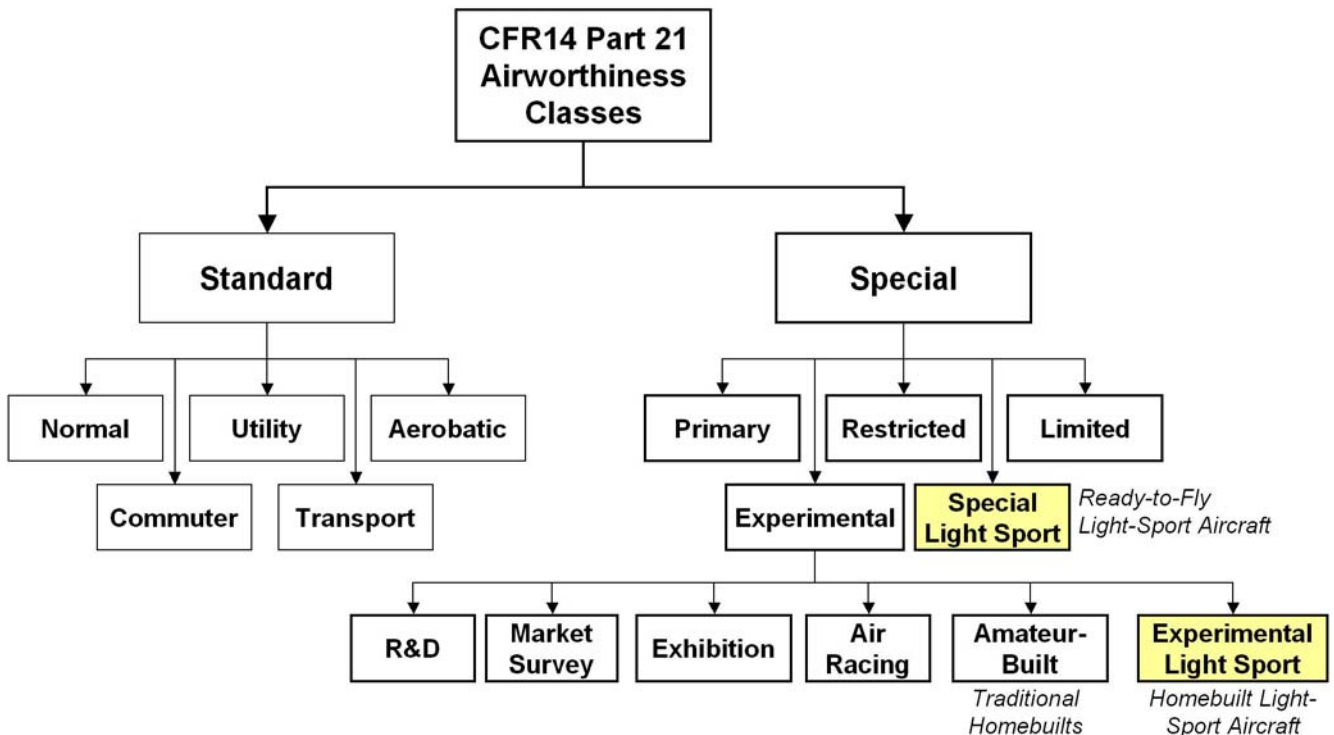 CFR14 Part 21
Airworthiness
Classes
Standard
Special
Normal
Utility
Aerobatic
Commuter
Transport
Primary
Restricted
Limited
Experimental
Special
Light Sport
Ready-to-Fly
Light-Sport Aircraft
R&D
Market
Survey
Exhibition
Air
Racing
Amateur-
Built
Traditional
Homebuilts
Experimental
Light Sport
Homebuilt Light-
Sport Aircraft